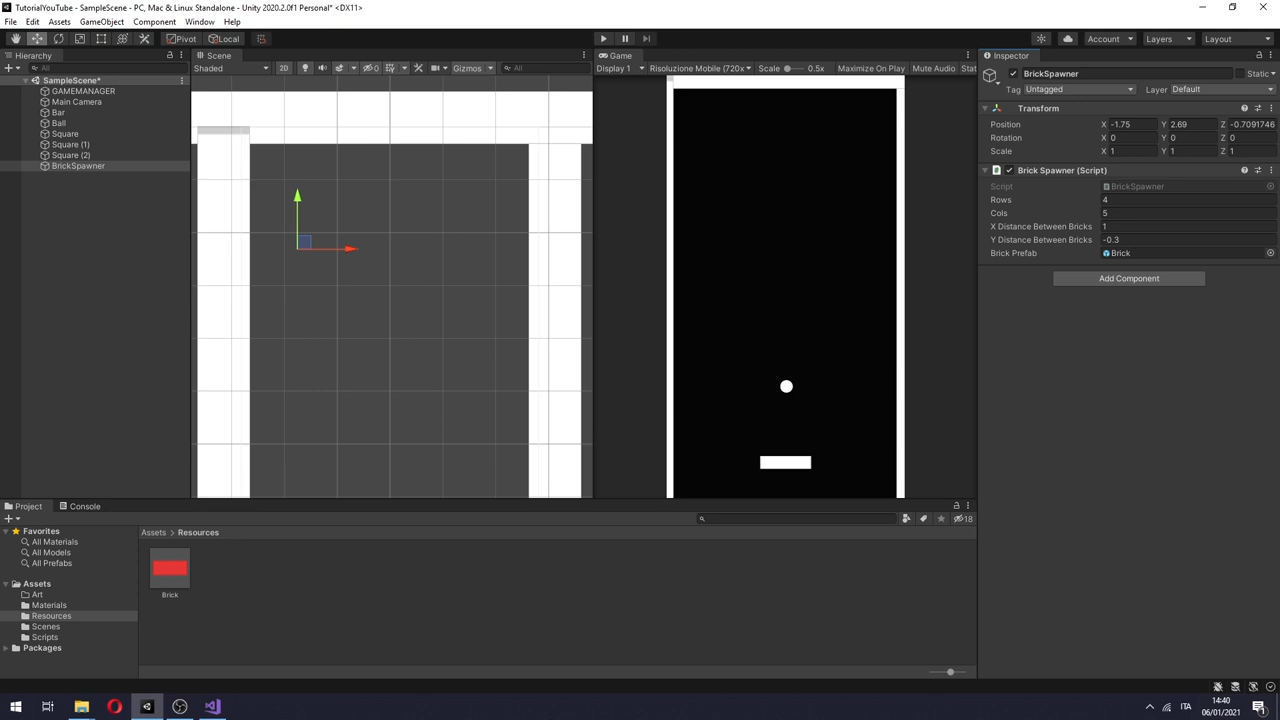 TutorialYouTube - SampleScene - PC, Mac & Linux Standalone - Unity 2020.2.0f1 Personal* <DX11>
File Edit Assets GameObject Component Window Help
Pivot Local Account Layers Layout
Hierarchy Scene Game Inspector
All Shaded 2D 0 Gizmos All Display 1 Risoluzione Mobile (720x Scale 0.5x Maximize On Play Mute Audio Stat
BrickSpawner Static
Tag Untagged Layer Default
SampleScene*
GAMEMANAGER
Main Camera
Bar
Ball
Square
Square (1)
Square (2)
BrickSpawner
Transform
Position X -1.75 Y 2.69 Z -0.7091746
Rotation X 0 Y 0 Z 0
Scale X 1 Y 1 Z 1
Brick Spawner (Script)
Script BrickSpawner
Rows 4
Cols 5
X Distance Between Bricks 1
Y Distance Between Bricks -0.3
Brick Prefab Brick
Add Component
Project Console
18
Favorites
All Materials
All Models
All Prefabs
Assets
Art
Materials
Resources
Scenes
Scripts
Packages
Assets > Resources
Brick
ITA
14:40
06/01/2021
1